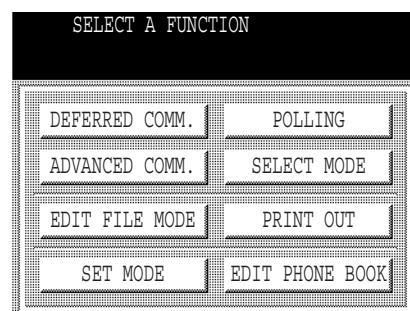 SELECT A FUNCTION
DEFERRED COMM. POLLING
ADVANCED COMM. SELECT MODE
EDIT FILE MODE PRINT OUT
SET MODE EDIT PHONE BOOK